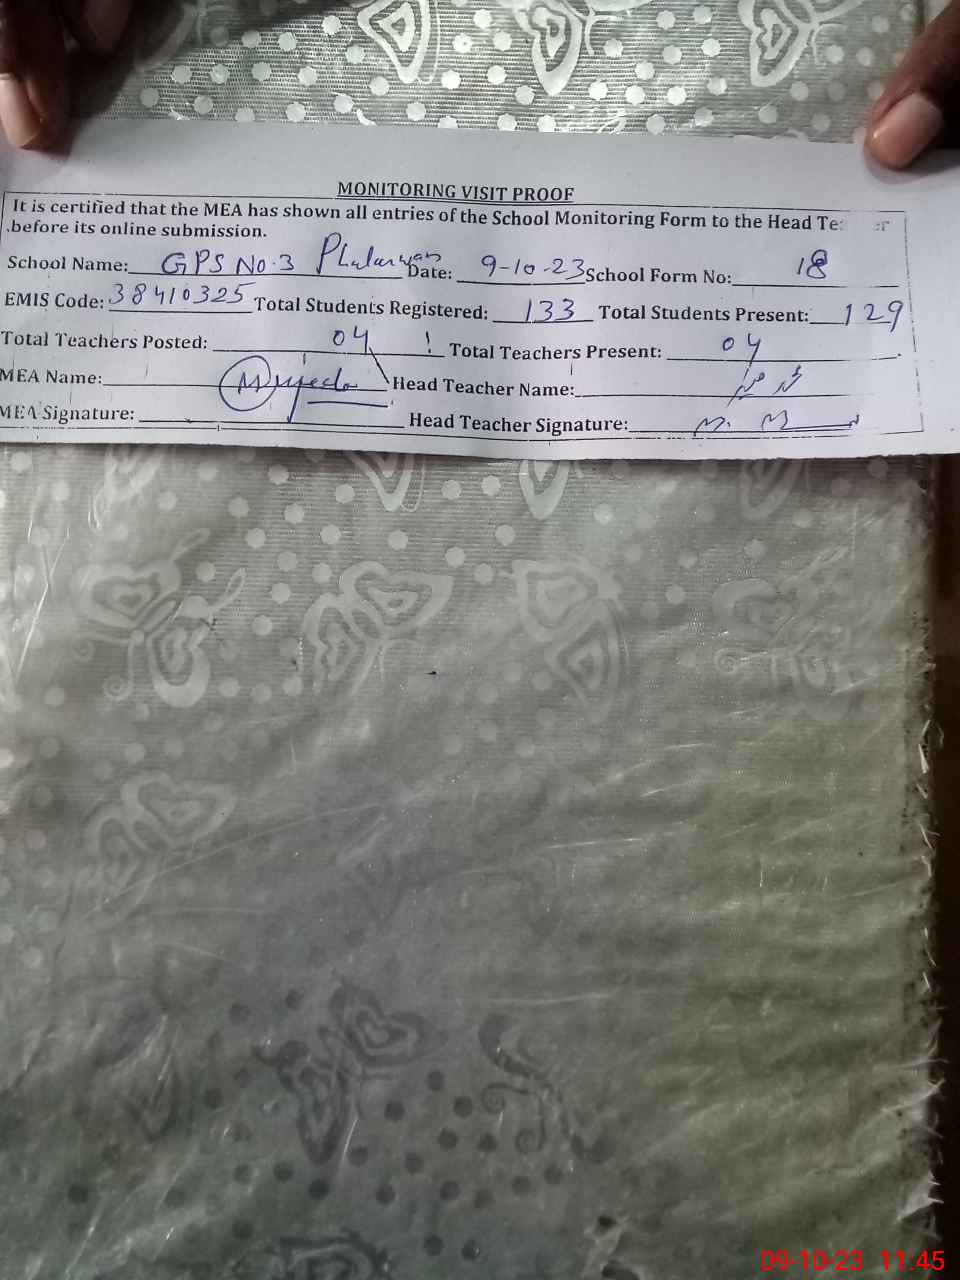 MONITORING VISIT PROOF
It is certified that the MEA has shown all entries of the School Monitoring Form to the Head
before its online submission.
School Name: GPS No.3 Phularwan Date: 9-10-23 School Form No: 18
EMIS Code: 38410325 Total Students Registered: 133 Total Students Present: 129
Total Teachers Posted: 04 Total Teachers Present: 04
MEA Name: Head Teacher Name:
MEA Signature: Head Teacher Signature:
09-10-23 11:45